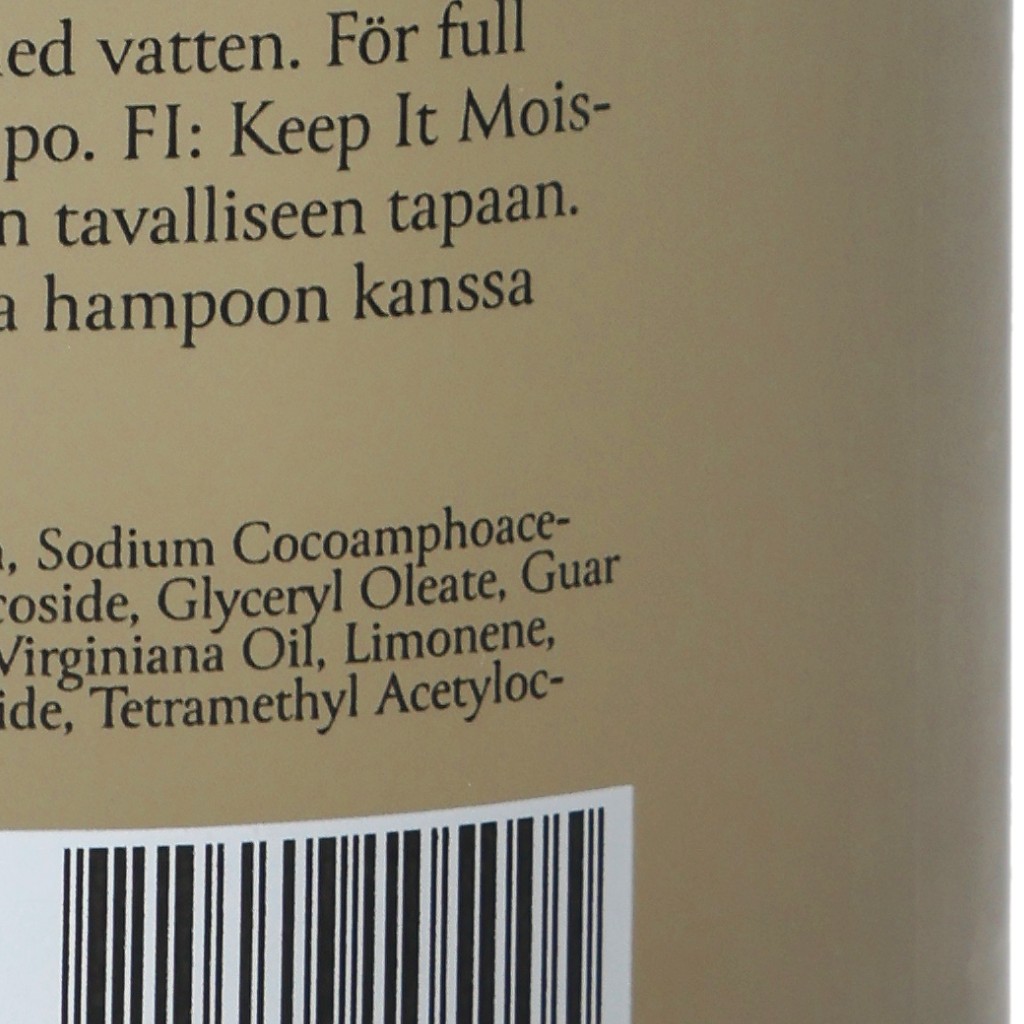 ed vatten. För full
po. FI: Keep It Mois-
n tavalliseen tapaan.
a hampoon kanssa
, Sodium Cocoamphoace-
coside, Glyceryl Oleate, Guar
Virginiana Oil, Limonene,
ide, Tetramethyl Acetyloc-